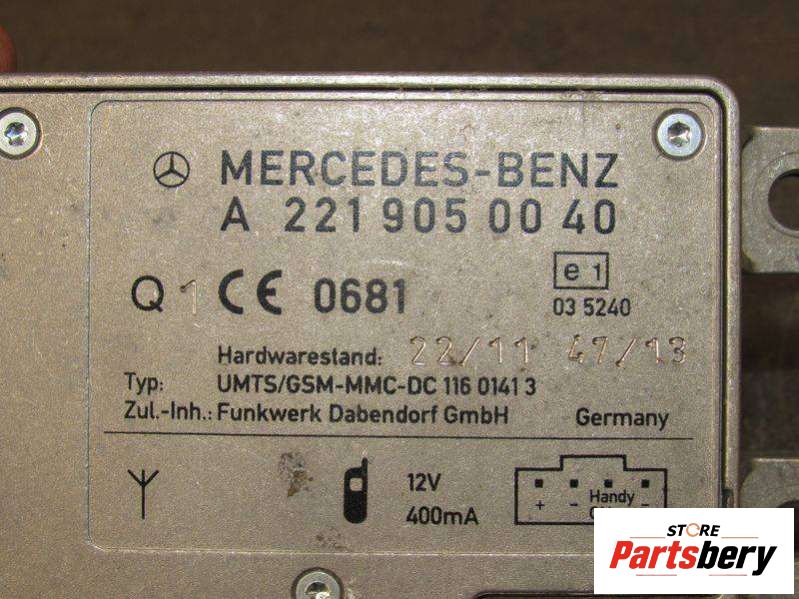 MERCEDES-BENZ
A 221 905 00 40
Q 1 CE 0681
e 1
03 5240
Hardwarestand: 22/11 47/13
Typ: UMTS/GSM-MMC-DC 116 0141 3
Zul.-Inh.: Funkwerk Dabendorf GmbH Germany
12V
400mA
+ - • -
Handy
STORE
Partsbery